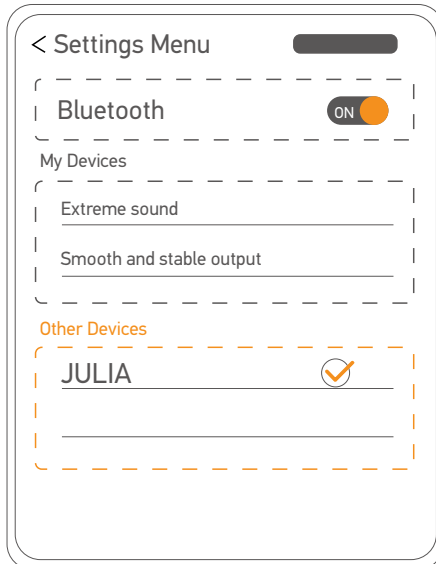 < Settings Menu
Bluetooth
ON
My Devices
Extreme sound
Smooth and stable output
Other Devices
JULIA